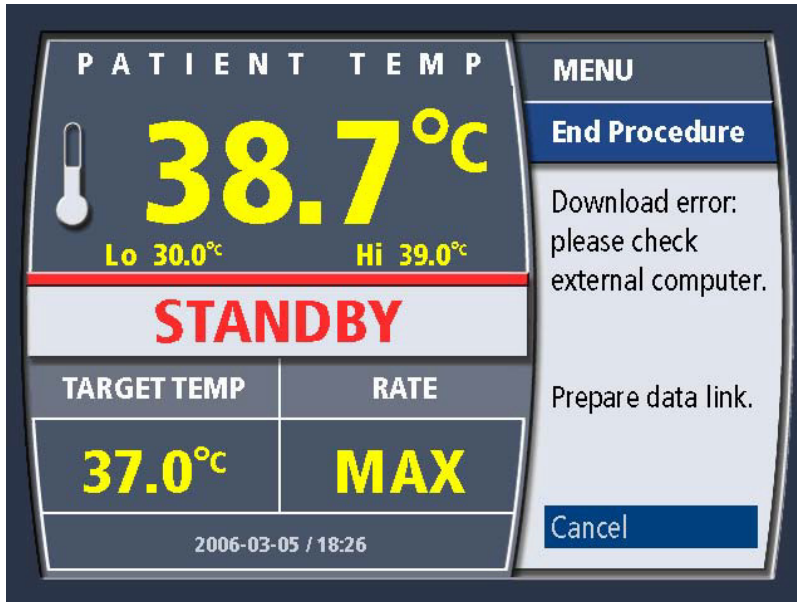 PATIENT TEMP
38.7°C
Lo 30.0°C Hi 39.0°C
STANDBY
TARGET TEMP RATE
37.0°C MAX
2006-03-05 / 18:26
MENU
End Procedure
Download error:
please check
external computer.
Prepare data link.
Cancel